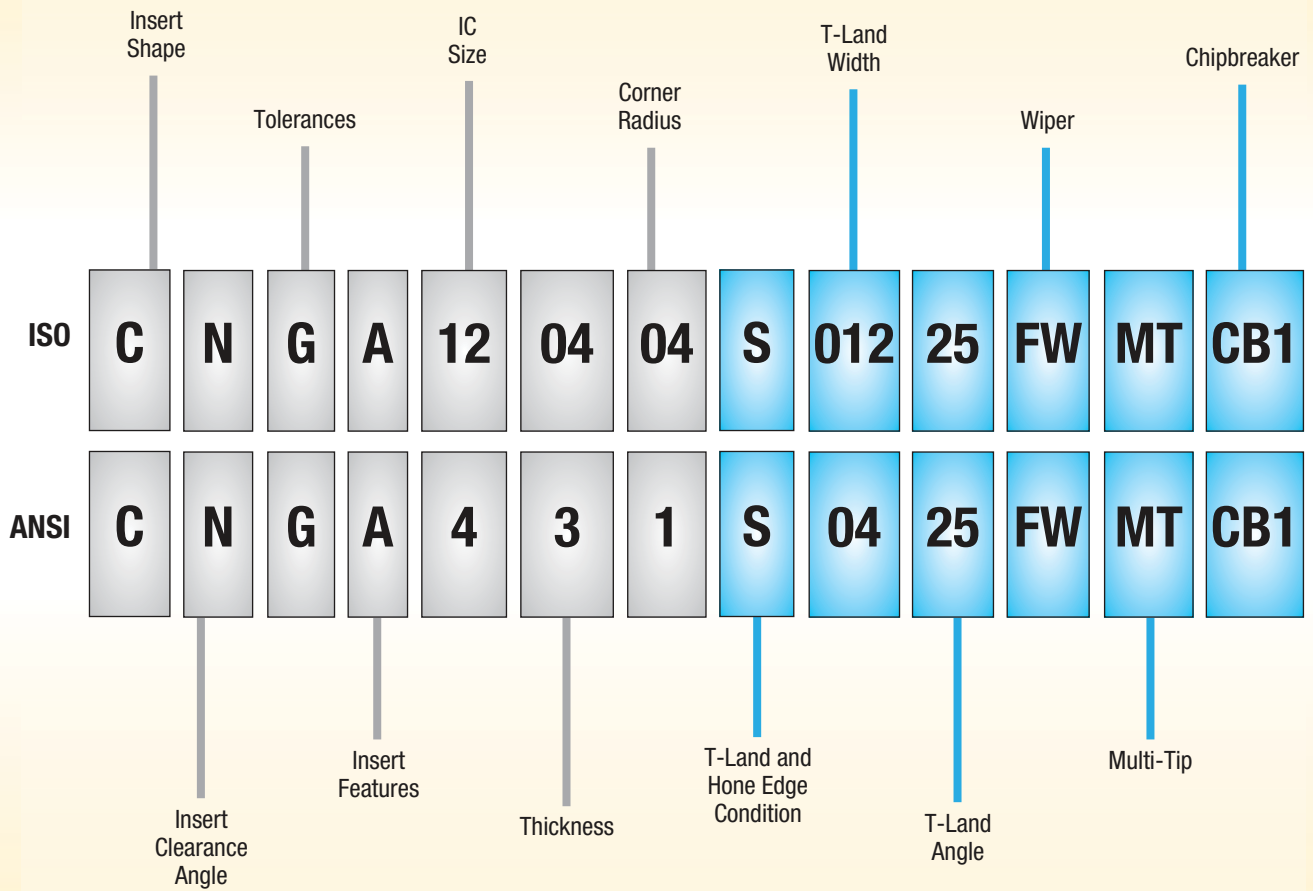 Insert
Shape
IC
Size
T-Land
Width
Chipbreaker
Tolerances
Corner
Radius
Wiper
ISO C N G A 12 04 04 S 012 25 FW MT CB1
ANSI C N G A 4 3 1 S 04 25 FW MT CB1
Insert
Clearance
Angle
Insert
Features
Thickness
T-Land and
Hone Edge
Condition
T-Land
Angle
Multi-Tip